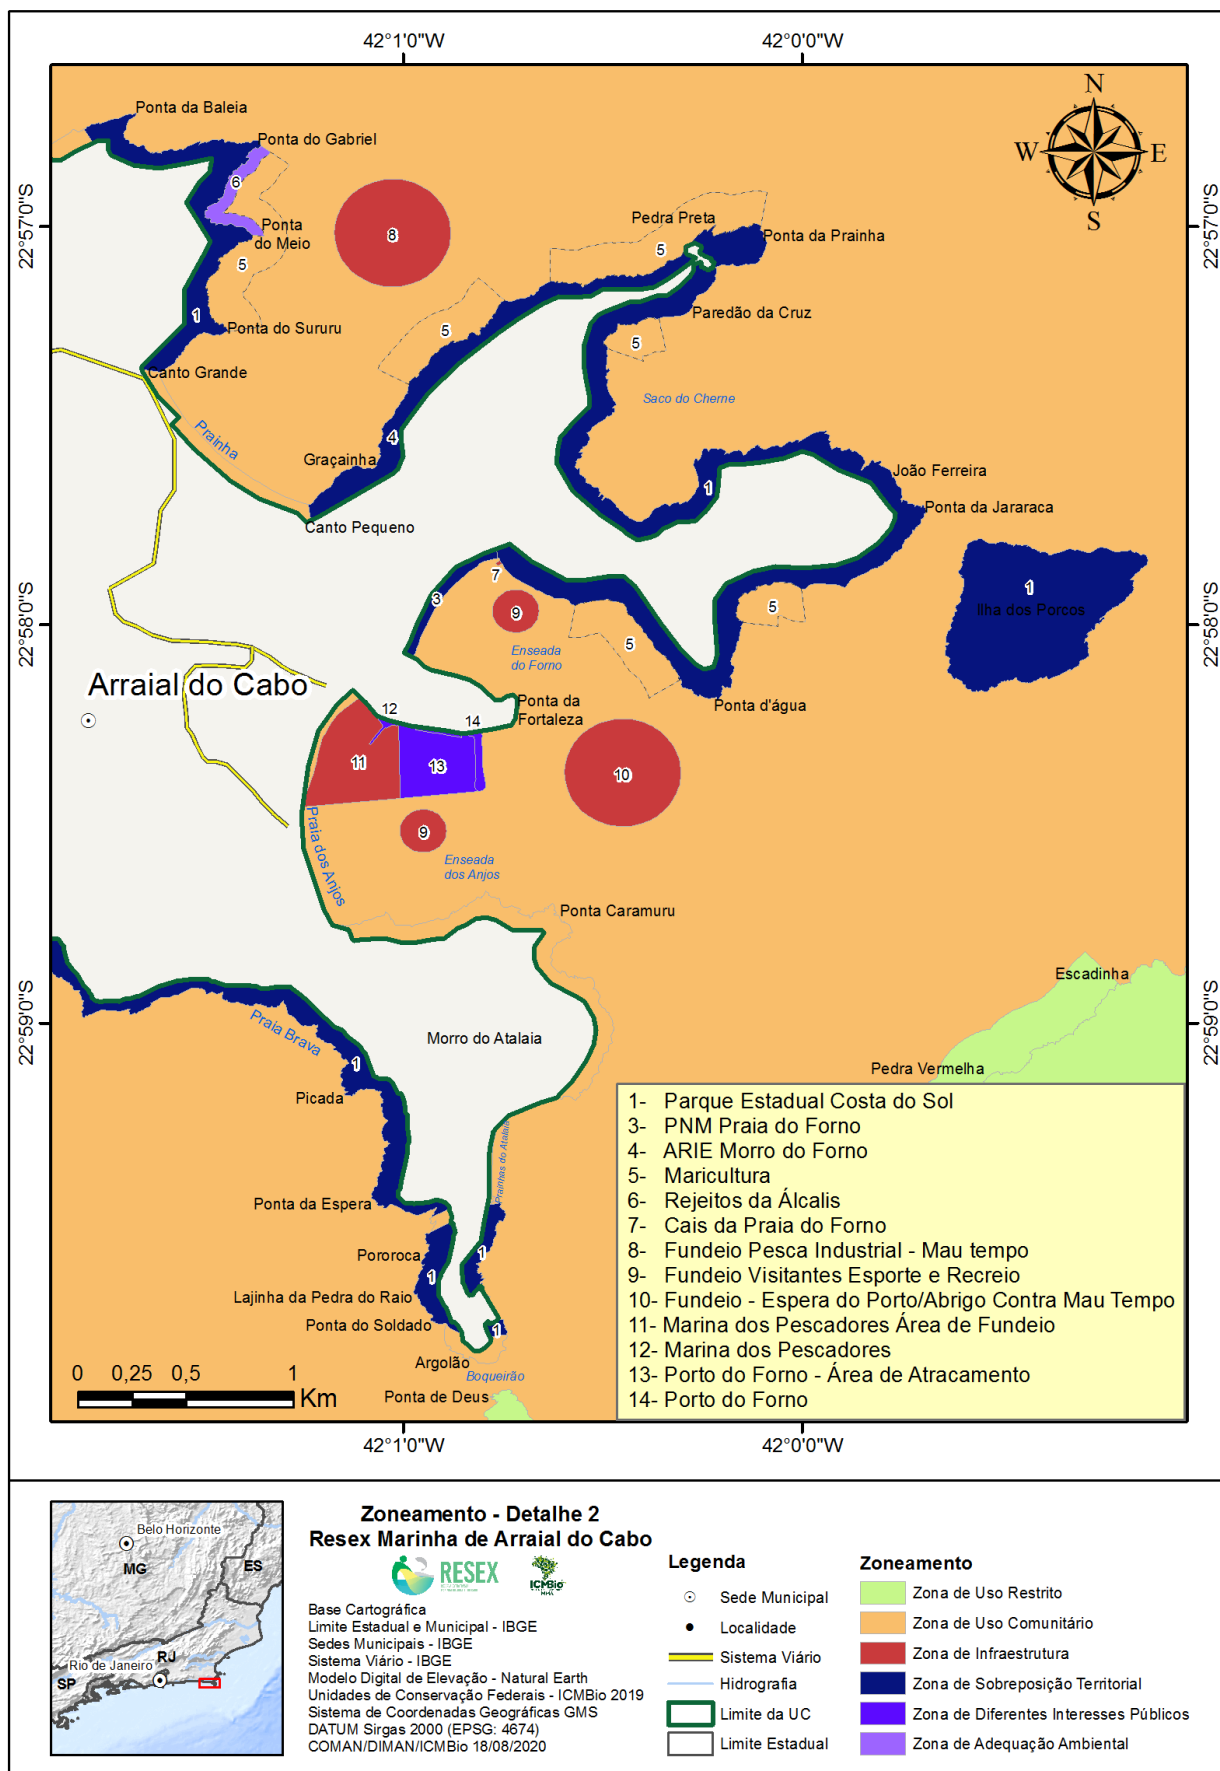 42°1'0"W
42°0'0"W
Ponta da Baleia
Ponta do Gabriel
N
W
E
S
6
22°57'0"S
22°57'0"S
Ponta
do Meio
8
Pedra Preta
Ponta da Prainha
5
5
1
Ponta do Sururu
5
Paredão da Cruz
5
Canto Grande
Saco do Cherne
Prainha
4
Graçainha
João Ferreira
1
Ponta da Jararaca
Canto Pequeno
7
3
9
5
5
1
Ilha dos Porcos
22°58'0"S
22°58'0"S
Enseada
do Forno
Arraial do Cabo
Ponta da
Fortaleza
Ponta d'água
12
14
11
13
10
9
Praia dos Anjos
Enseada
dos Anjos
Ponta Caramuru
Escadinha
22°59'0"S
22°59'0"S
Praia Brava
Morro do Atalaia
Pedra Vermelha
1
Picada
Prainhas do Atalaia
Ponta da Espera
Pororoca
1
1
Lajinha da Pedra do Raio
Ponta do Soldado
1
Argolão
Boqueirão
Ponta de Deus
0 0,25 0,5 1
Km
1- Parque Estadual Costa do Sol
3- PNM Praia do Forno
4- ARIE Morro do Forno
5- Maricultura
6- Rejeitos da Álcalis
7- Cais da Praia do Forno
8- Fundeio Pesca Industrial - Mau tempo
9- Fundeio Visitantes Esporte e Recreio
10- Fundeio - Espera do Porto/Abrigo Contra Mau Tempo
11- Marina dos Pescadores Área de Fundeio
12- Marina dos Pescadores
13- Porto do Forno - Área de Atracamento
14- Porto do Forno
42°1'0"W
42°0'0"W
Belo Horizonte
MG
ES
RJ
Rio de Janeiro
SP
Zoneamento - Detalhe 2
Resex Marinha de Arraial do Cabo
RESEX
ICMBio
MMA
Base Cartográfica
Limite Estadual e Municipal - IBGE
Sedes Municipais - IBGE
Sistema Viário - IBGE
Modelo Digital de Elevação - Natural Earth
Unidades de Conservação Federais - ICMBio 2019
Sistema de Coordenadas Geográficas GMS
DATUM Sirgas 2000 (EPSG: 4674)
COMAN/DIMAN/ICMBio 18/08/2020
Legenda
Sede Municipal
Localidade
Sistema Viário
Hidrografia
Limite da UC
Limite Estadual
Zoneamento
Zona de Uso Restrito
Zona de Uso Comunitário
Zona de Infraestrutura
Zona de Sobreposição Territorial
Zona de Diferentes Interesses Públicos
Zona de Adequação Ambiental